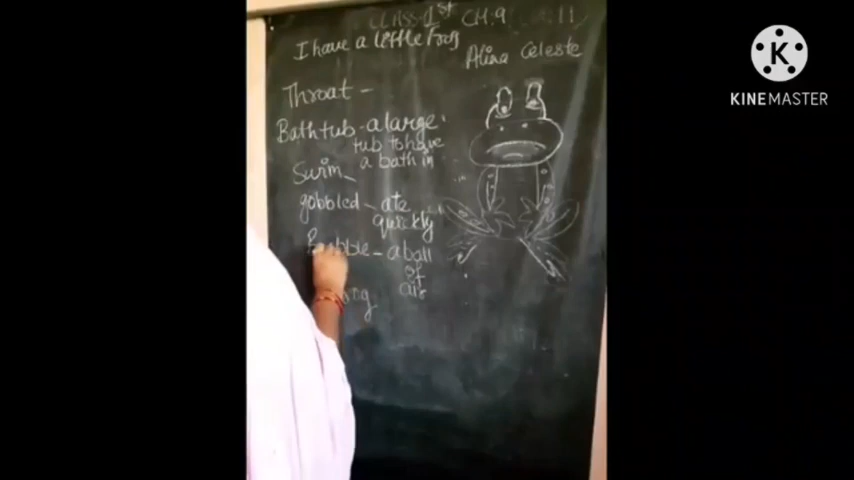 CLASS-1st CH.9 11
I have a little frog
Alina Celeste
Throat -
Bathtub - a large
tub to have
a bath in
Swim -
gobbled - ate
quickly
Bubble - a ball
of
air
K
KINEMASTER